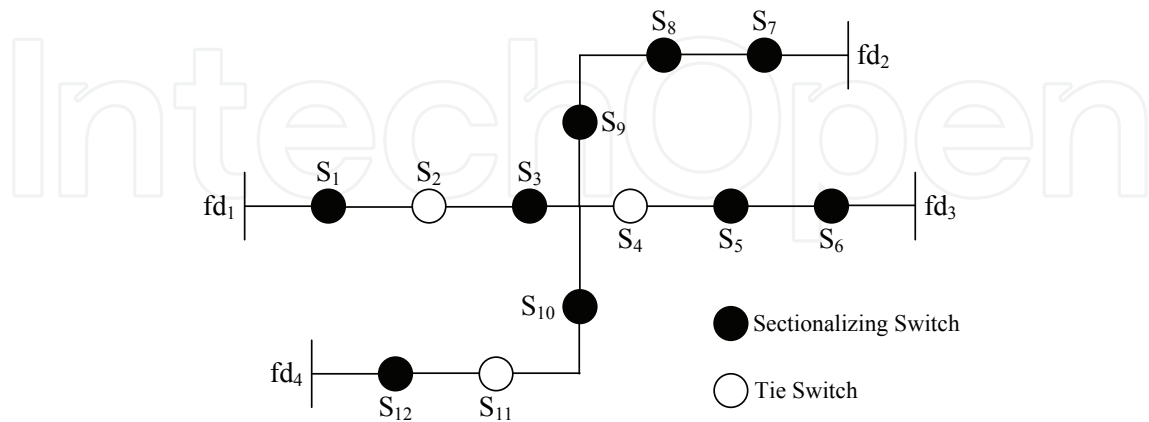 IntechOpen
S8
S7
fd2
S9
S1
S2
S3
fd1
fd3
S4
S5
S6
S10
Sectionalizing Switch
fd4
Tie Switch
S12
S11